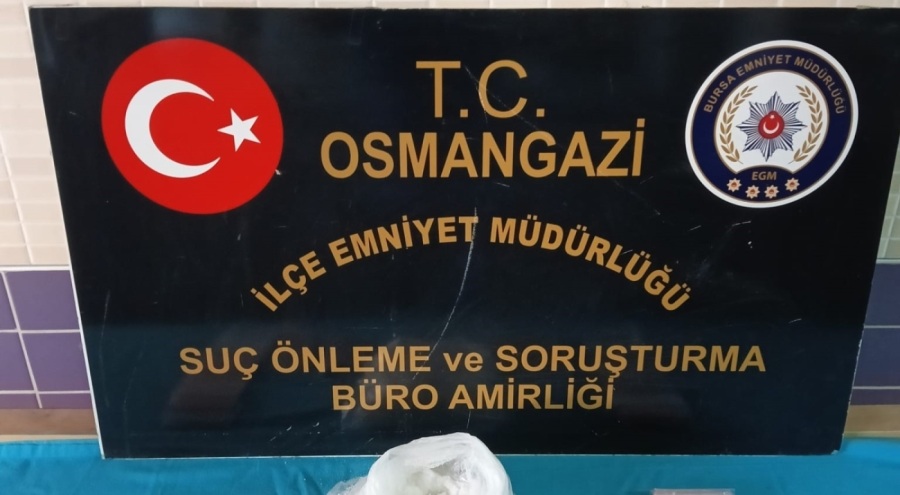 T.C.
OSMANGAZİ
İLÇE EMNİYET MÜDÜRLÜĞÜ
SUÇ ÖNLEME ve SORUŞTURMA
BÜRO AMİRLİĞİ
BURSA EMNİYET MÜDÜRLÜĞÜ
EGM